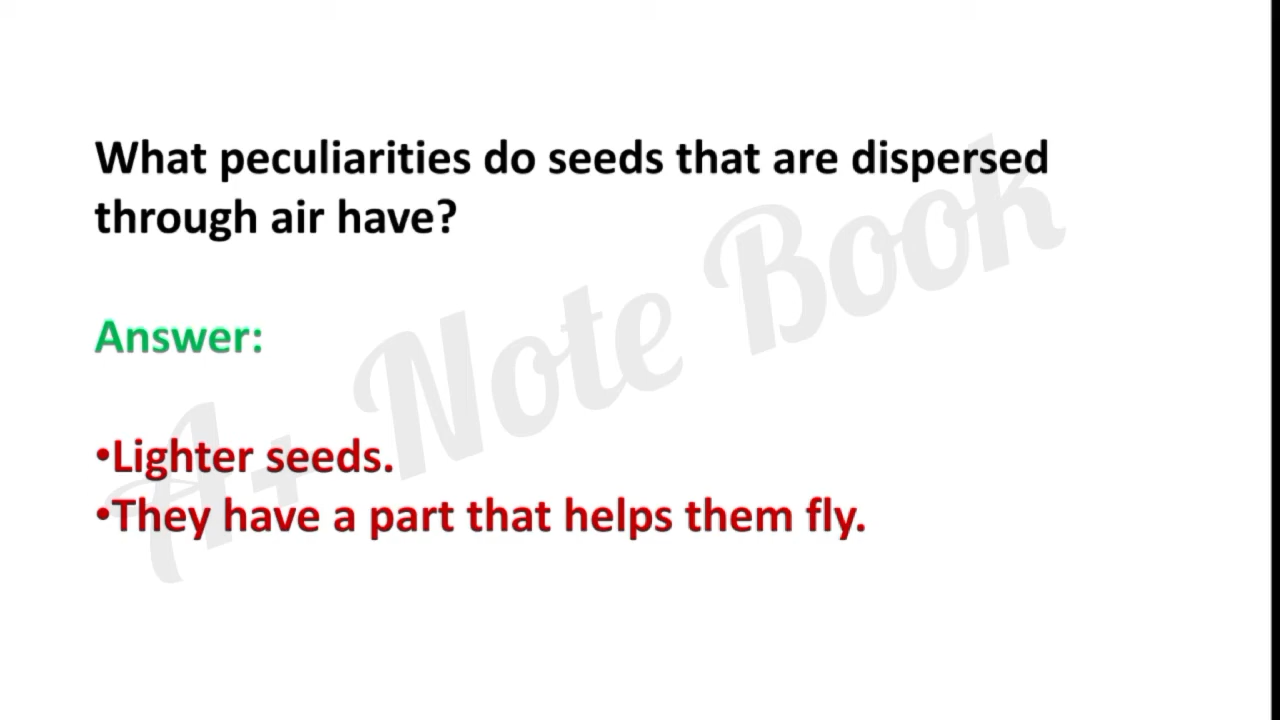 What peculiarities do seeds that are dispersed
through air have?
Answer:
•Lighter seeds.
•They have a part that helps them fly.
A+ Note Book